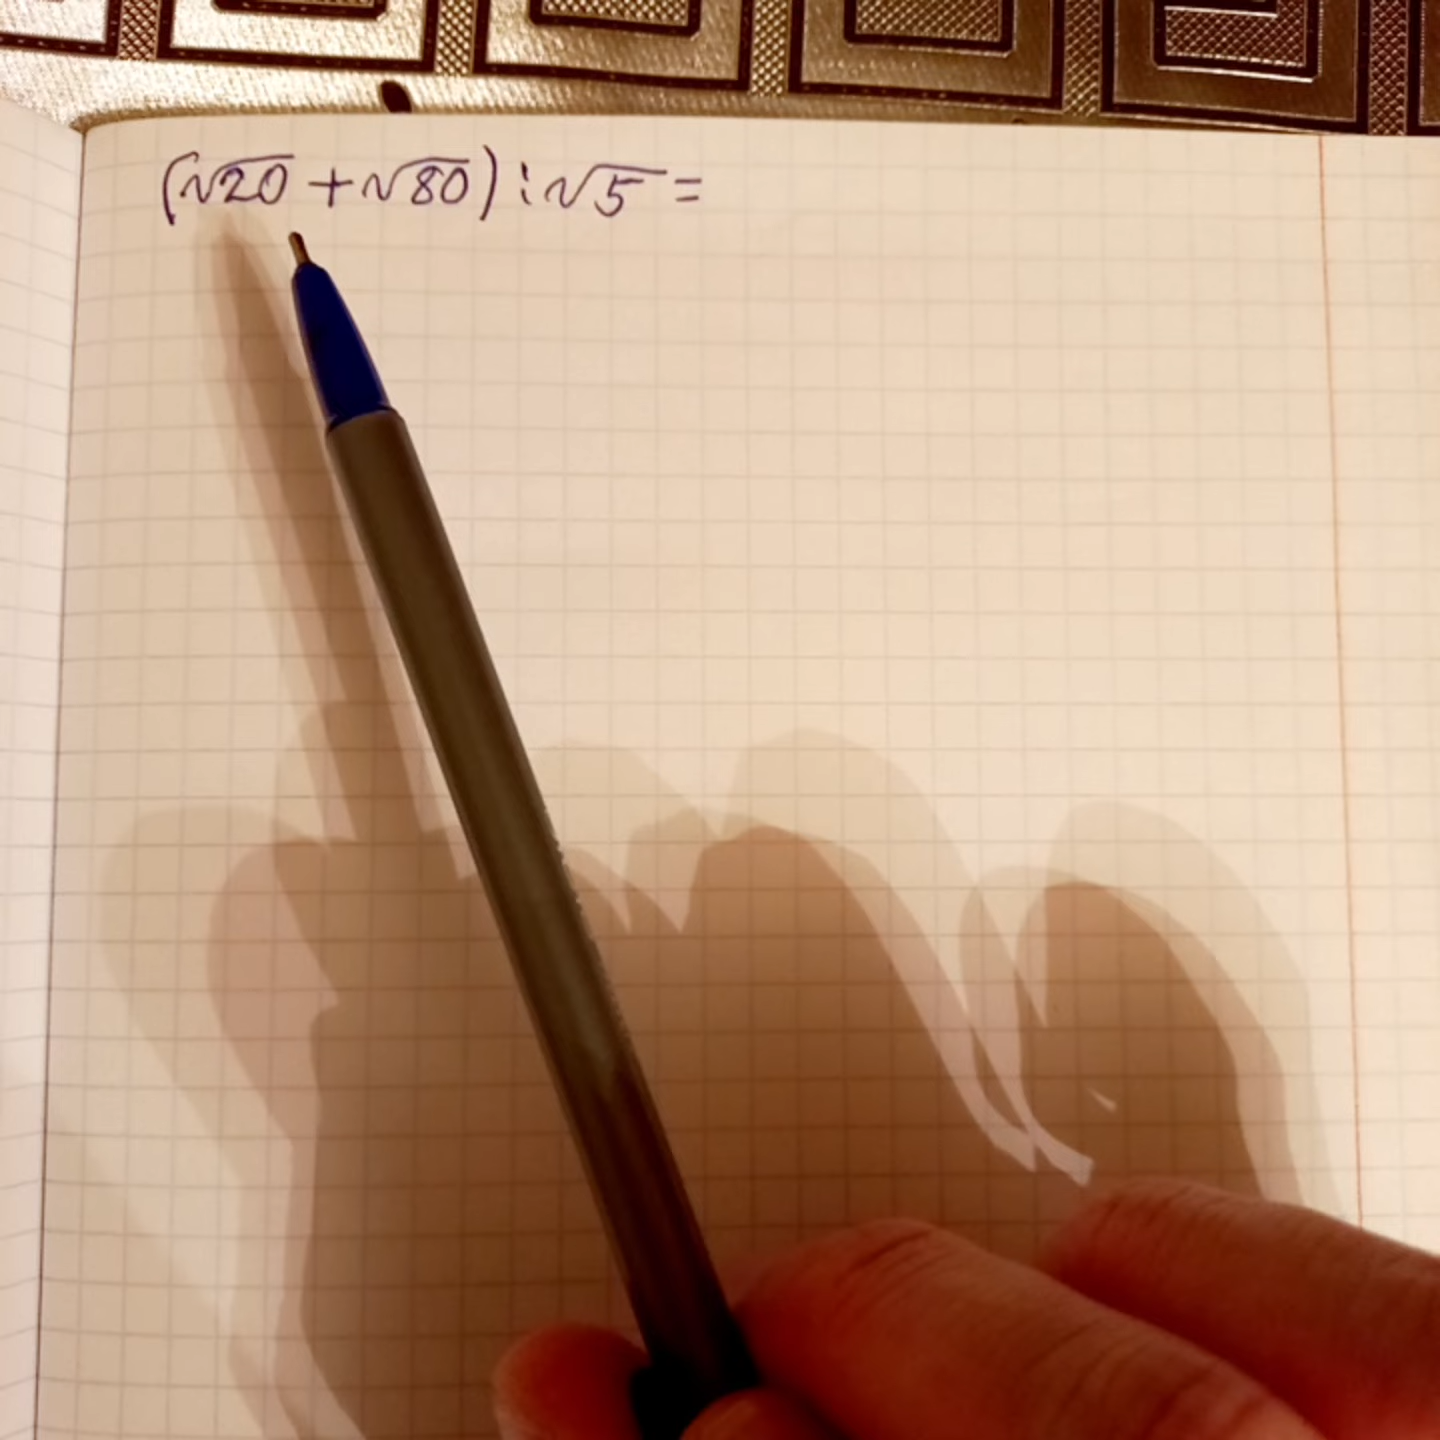 (√20 + √80) : √5 =